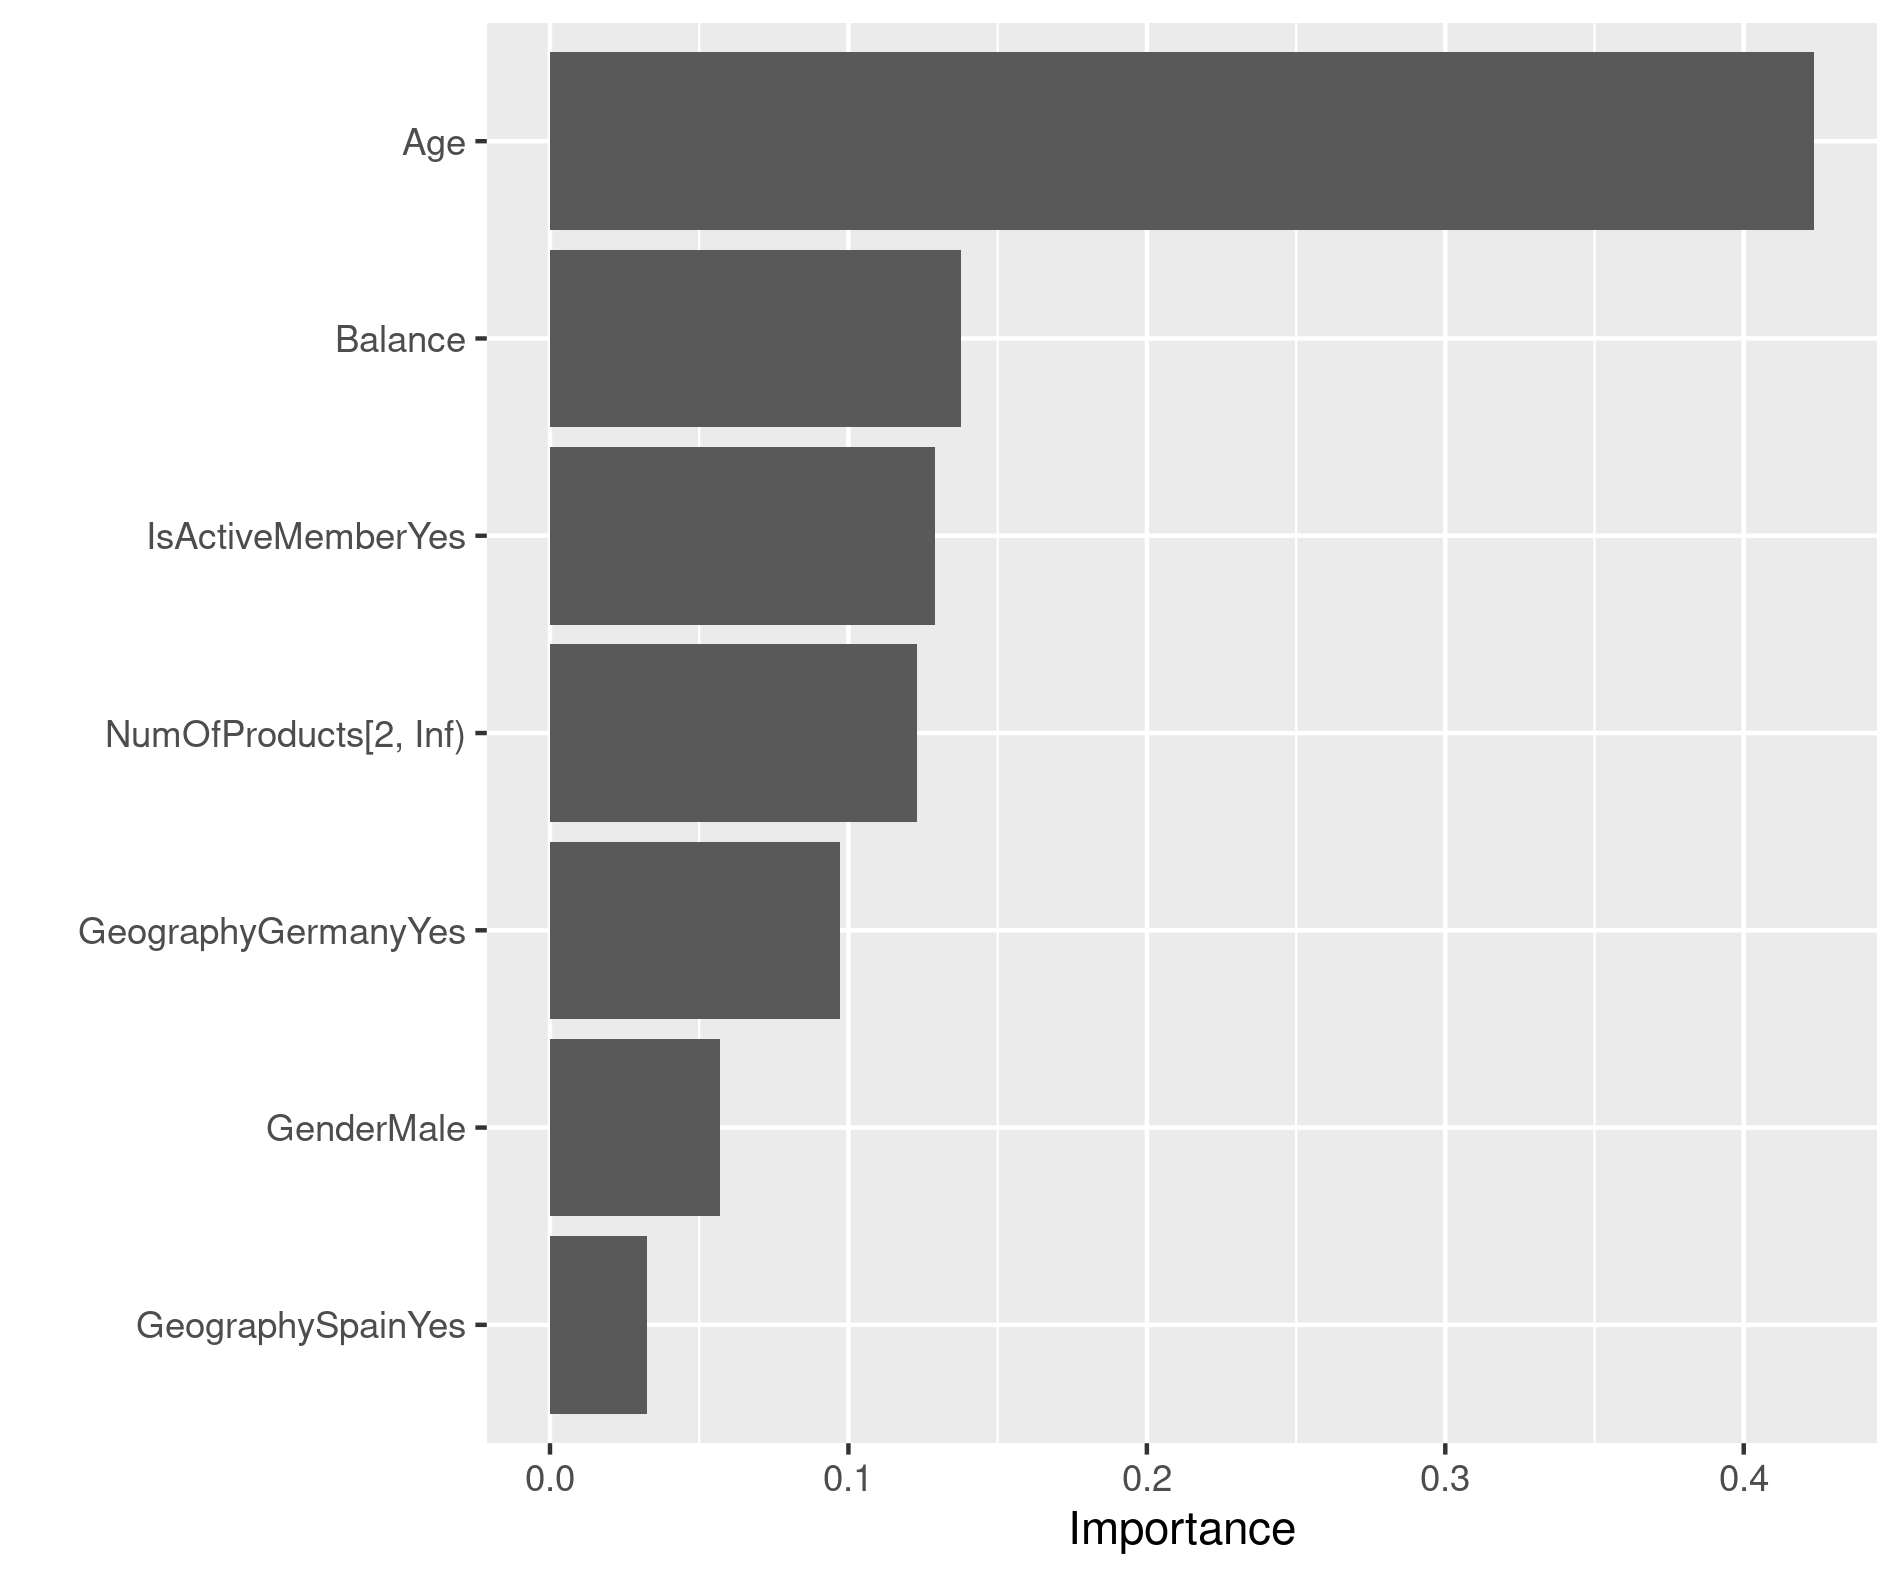 Age
Balance
IsActiveMemberYes
NumOfProducts[2, Inf)
GeographyGermanyYes
GenderMale
GeographySpainYes
0.0 0.1 0.2 0.3 0.4
Importance